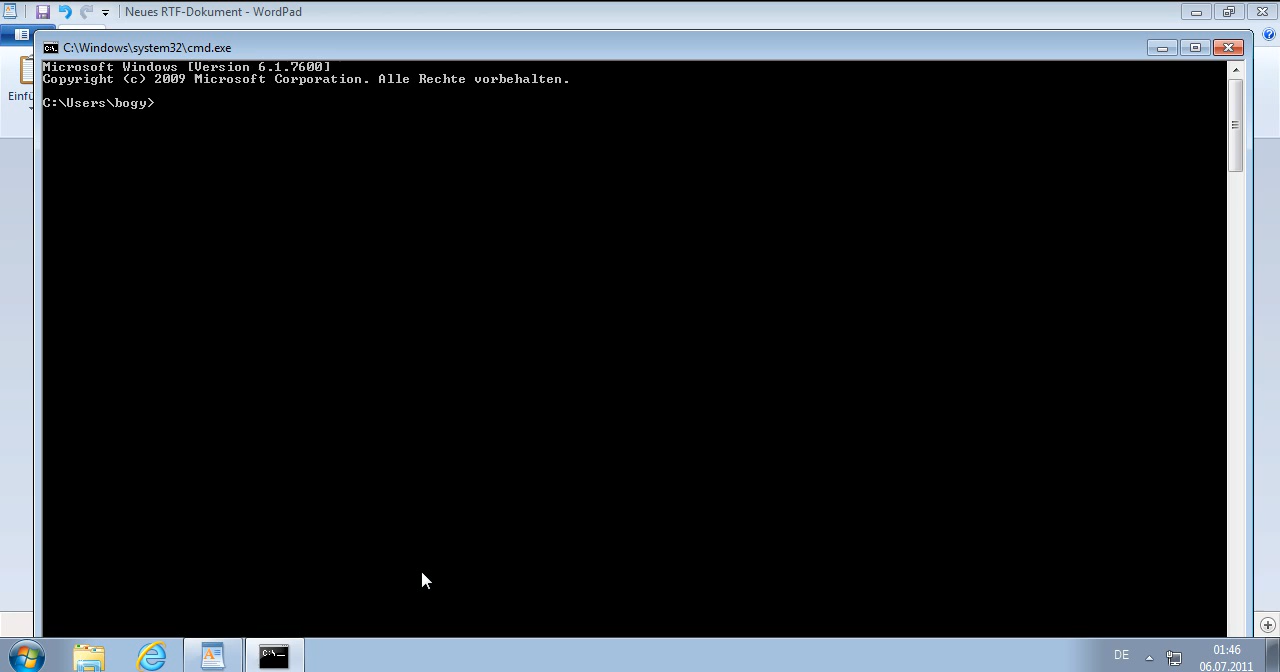 Neues RTF-Dokument - WordPad
C:\Windows\system32\cmd.exe
Microsoft Windows [Version 6.1.7600]
Copyright (c) 2009 Microsoft Corporation. Alle Rechte vorbehalten.
C:\Users\bogy>
Einfü
DE
01:46
06.07.2011